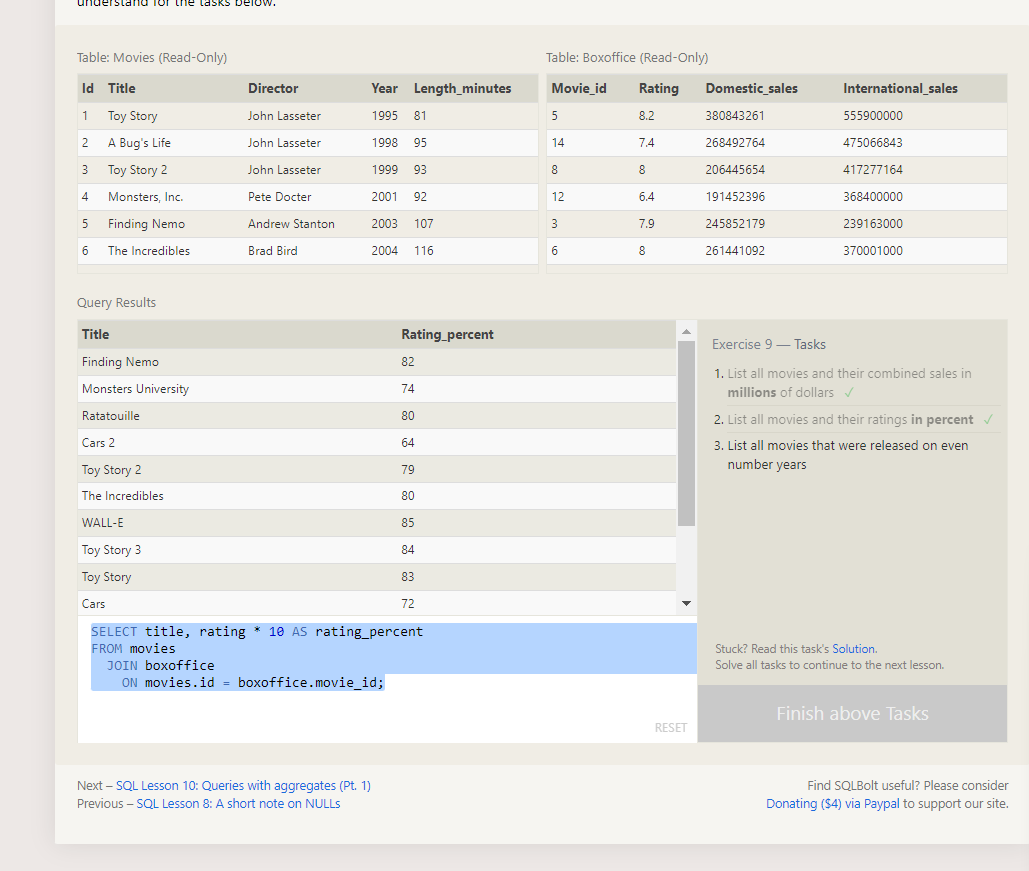 understand for the tasks below.
Table: Movies (Read-Only) Table: Boxoffice (Read-Only)
Id Title Director Year Length_minutes Movie_id Rating Domestic_sales International_sales
1 Toy Story John Lasseter 1995 81 5 8.2 380843261 555900000
2 A Bug's Life John Lasseter 1998 95 14 7.4 268492764 475066843
3 Toy Story 2 John Lasseter 1999 93 8 8 206445654 417277164
4 Monsters, Inc. Pete Docter 2001 92 12 6.4 191452396 368400000
5 Finding Nemo Andrew Stanton 2003 107 3 7.9 245852179 239163000
6 The Incredibles Brad Bird 2004 116 6 8 261441092 370001000
Query Results
Title Rating_percent
Finding Nemo 82
Monsters University 74
Ratatouille 80
Cars 2 64
Toy Story 2 79
The Incredibles 80
WALL-E 85
Toy Story 3 84
Toy Story 83
Cars 72
SELECT title, rating * 10 AS rating_percent
FROM movies
JOIN boxoffice
ON movies.id = boxoffice.movie_id;
RESET
Exercise 9 — Tasks
1. List all movies and their combined sales in
millions of dollars ✓
2. List all movies and their ratings in percent ✓
3. List all movies that were released on even
number years
Stuck? Read this task's Solution.
Solve all tasks to continue to the next lesson.
Finish above Tasks
Next – SQL Lesson 10: Queries with aggregates (Pt. 1)
Previous – SQL Lesson 8: A short note on NULLs
Find SQLBolt useful? Please consider
Donating ($4) via Paypal to support our site.